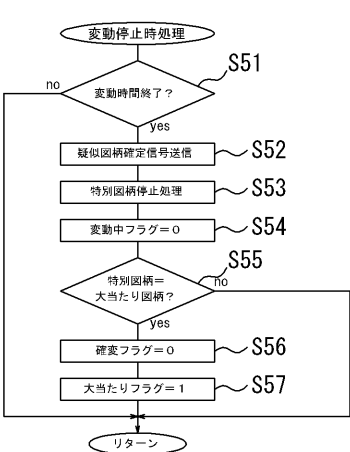 変動停止時処理
S51
no
変動時間終了？
yes
疑似図柄確定信号送信
S52
特別図柄停止処理
S53
変動中フラグ＝０
S54
S55
特別図柄＝
大当たり図柄？
no
yes
確変フラグ＝０
S56
大当たりフラグ＝１
S57
リターン